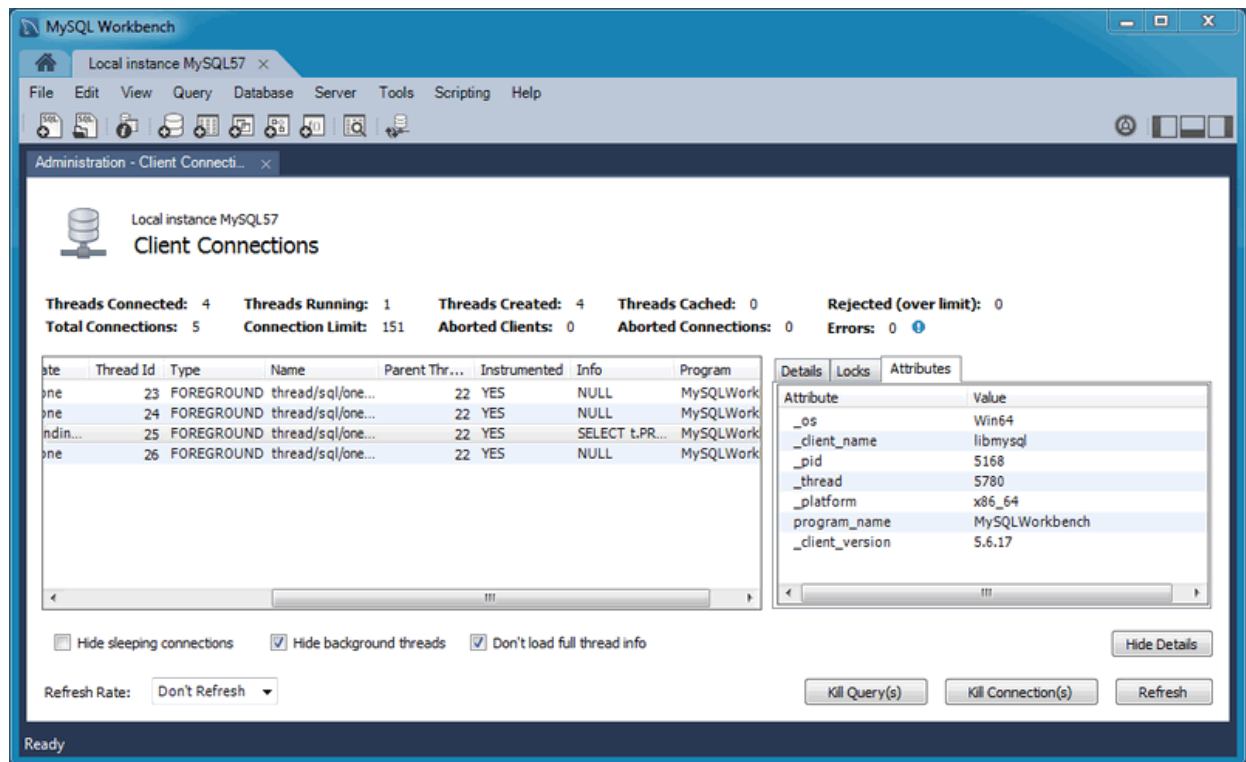 MySQL Workbench
Local instance MySQL57
File Edit View Query Database Server Tools Scripting Help
Administration - Client Connecti...
Local instance MySQL57
Client Connections
Threads Connected: 4 Threads Running: 1 Threads Created: 4 Threads Cached: 0 Rejected (over limit): 0
Total Connections: 5 Connection Limit: 151 Aborted Clients: 0 Aborted Connections: 0 Errors: 0
ate Thread Id Type Name Parent Thr... Instrumented Info Program
one 23 FOREGROUND thread/sql/one... 22 YES NULL MySQLWork
one 24 FOREGROUND thread/sql/one... 22 YES NULL MySQLWork
ndin... 25 FOREGROUND thread/sql/one... 22 YES SELECT t.PR... MySQLWork
one 26 FOREGROUND thread/sql/one... 22 YES NULL MySQLWork
Details Locks Attributes
Attribute Value
_os Win64
_client_name libmysql
_pid 5168
_thread 5780
_platform x86_64
program_name MySQLWorkbench
_client_version 5.6.17
Hide sleeping connections Hide background threads Don't load full thread info Hide Details
Refresh Rate: Don't Refresh Kill Query(s) Kill Connection(s) Refresh
Ready